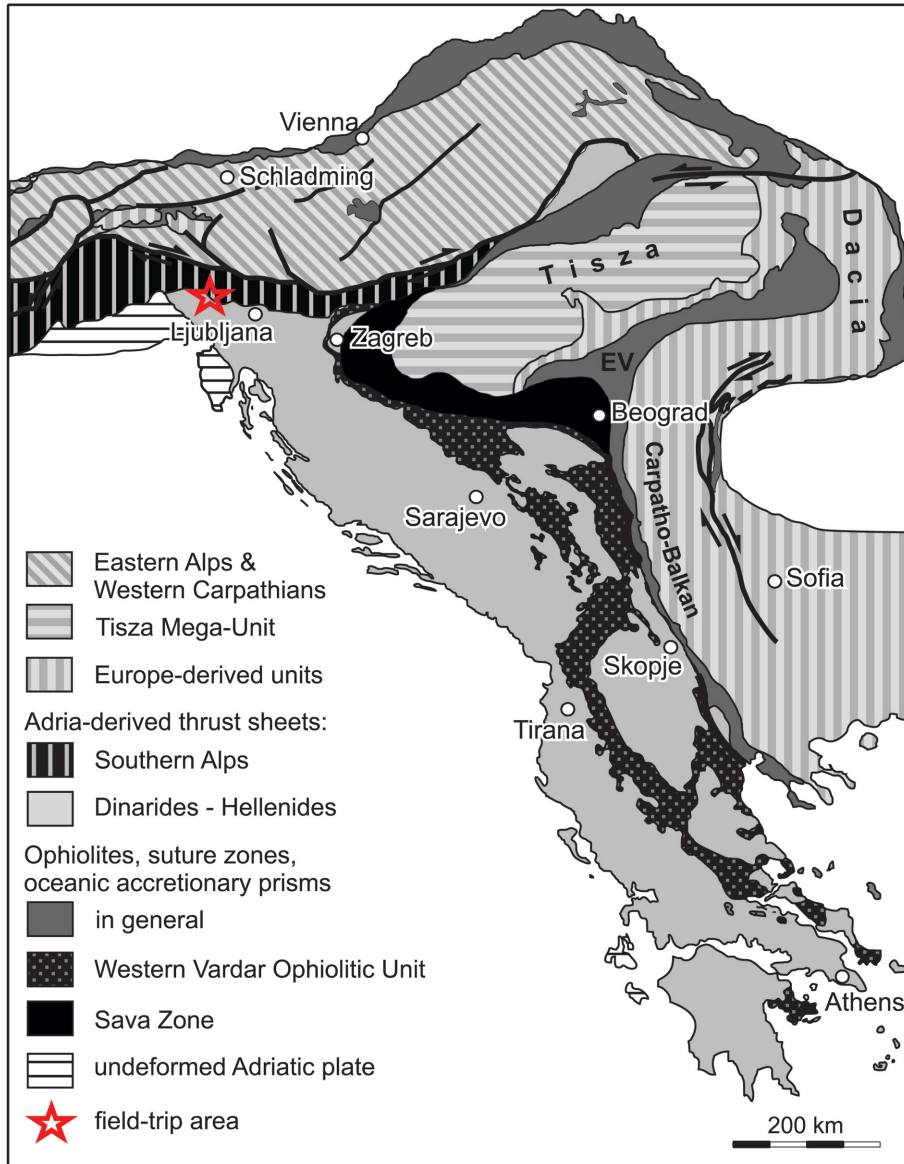 Vienna
Schladming
Dacia
Tisza
Ljubljana
Zagreb
EV
Beograd
Carpatho-Balkan
Sarajevo
Sofia
Skopje
Tirana
Athens
Eastern Alps &
Western Carpathians
Tisza Mega-Unit
Europe-derived units
Adria-derived thrust sheets:
Southern Alps
Dinarides - Hellenides
Ophiolites, suture zones,
oceanic accretionary prisms
in general
Western Vardar Ophiolitic Unit
Sava Zone
undeformed Adriatic plate
field-trip area
200 km